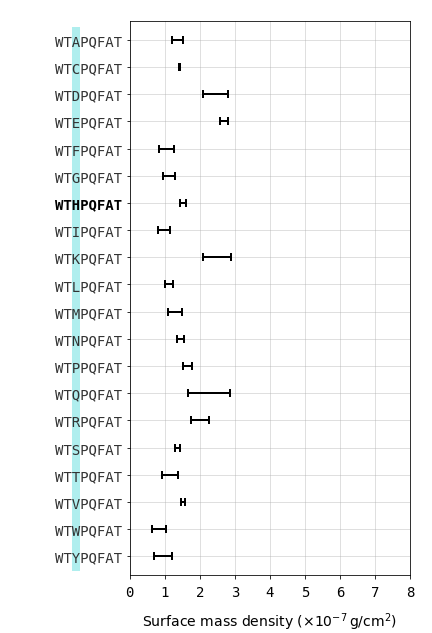 WTAPQFAT
WTCPQFAT
WTDPQFAT
WTEPQFAT
WTFPQFAT
WTGPQFAT
WTHPQFAT
WTIPQFAT
WTKPQFAT
WTLPQFAT
WTMPQFAT
WTNPQFAT
WTPPQFAT
WTQPQFAT
WTRPQFAT
WTSPQFAT
WTTPQFAT
WTVPQFAT
WTWPQFAT
WTYPQFAT
0 1 2 3 4 5 6 7 8
Surface mass density (×10⁻⁷ g/cm²)